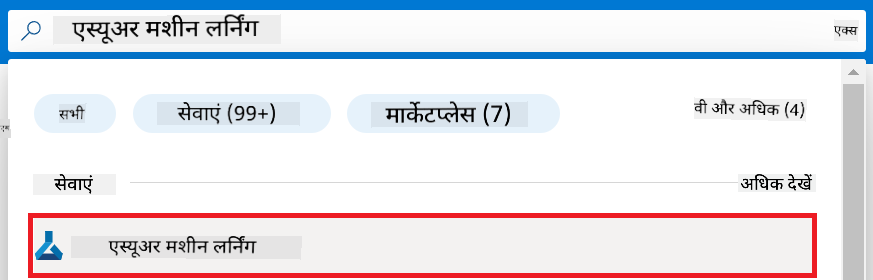 एस्यूअर मशीन लर्निंग एक्स
सभी सेवाएं (99+) मार्केटप्लेस (7) वी और अधिक (4)
सेवाएं अधिक देखें
एस्यूअर मशीन लर्निंग